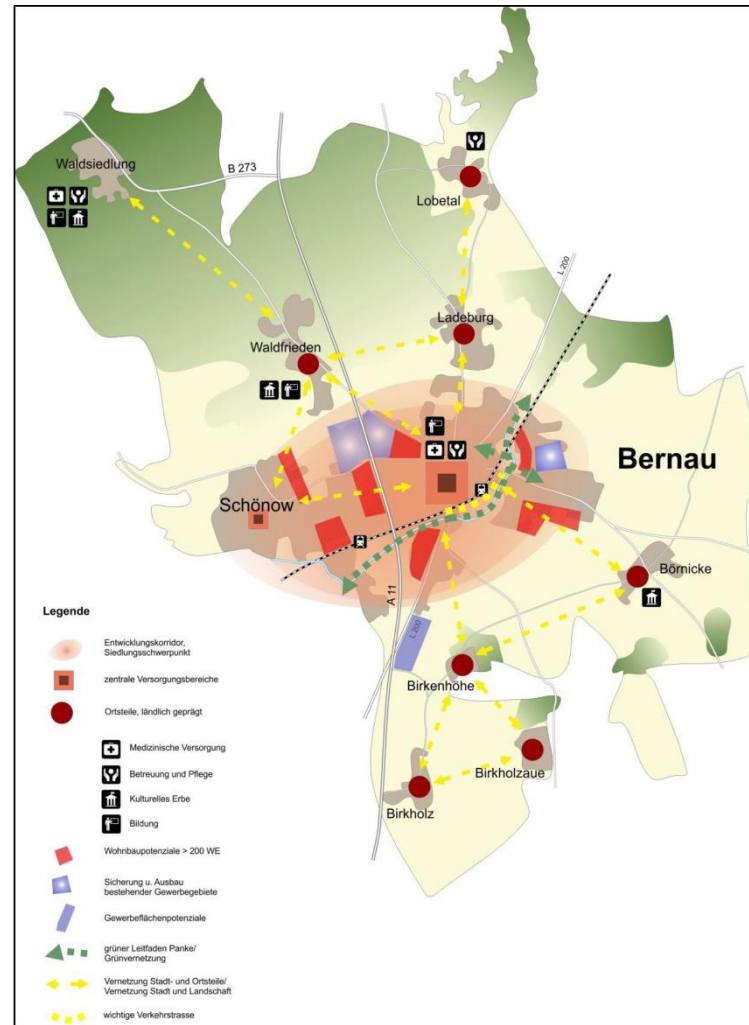 Waldsiedlung
B 273
Lobetal
L 200
Ladeburg
Waldfrieden
Bernau
Schönow
Börnicke
A 11
L 200
Birkenhöhe
Birkholzaue
Birkholz
Legende
Entwicklungskorridor,
Siedlungsschwerpunkt
zentrale Versorgungsbereiche
Ortsteile, ländlich geprägt
Medizinische Versorgung
Betreuung und Pflege
Kulturelles Erbe
Bildung
Wohnbaupotenziale > 200 WE
Sicherung u. Ausbau
bestehender Gewerbegebiete
Gewerbeflächenpotenziale
grüner Leitfaden Panke/
Grünvernetzung
Vernetzung Stadt- und Ortsteile/
Vernetzung Stadt und Landschaft
wichtige Verkehrstrasse